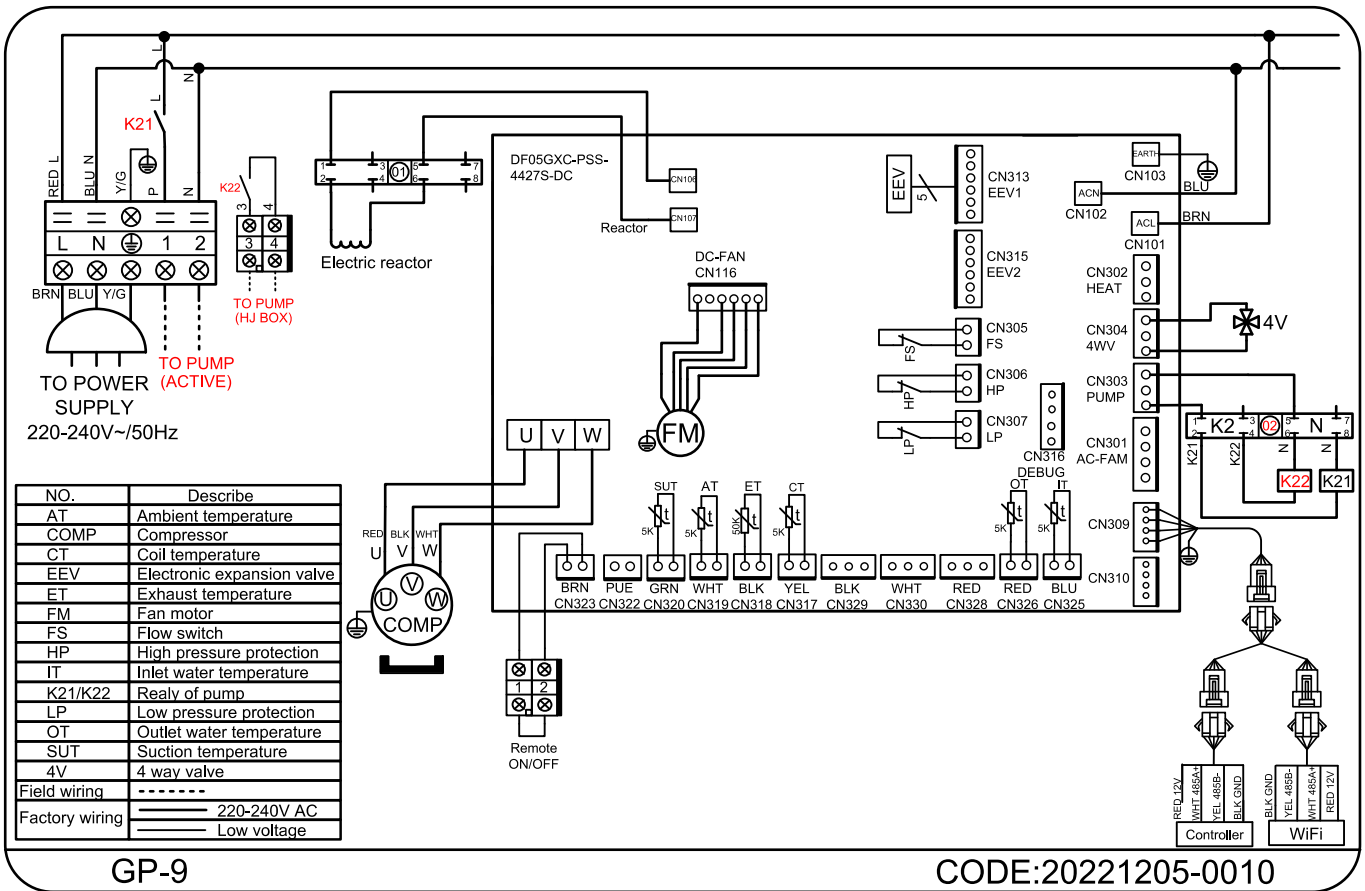 L
N
L
K21
RED L
BLU N
Y/G
P
N
K22
3
4
L N 1 2
3 4
BRN BLU Y/G
TO POWER
SUPPLY
220-240V~/50Hz
TO PUMP
(ACTIVE)
TO PUMP
(HJ BOX)
1 3 5 7
01
2 4 6 8
Electric reactor
DF05GXC-PSS-
4427S-DC
CN106
CN107
Reactor
DC-FAN
CN116
FM
EEV
5
CN313
EEV1
CN315
EEV2
FS
CN305
FS
HP
CN306
HP
LP
CN307
LP
CN316
DEBUG
EARTH
CN103
ACN
CN102
BLU
ACL
CN101
BRN
CN302
HEAT
CN304
4WV
4V
CN303
PUMP
CN301
AC-FAM
CN309
CN310
1 3 5 7
K2 02 N
2 4 6 8
K21
K22
N
N
K22
K21
U V W
RED BLK WHT
U V W
U V W
COMP
SUT AT ET CT OT IT
5K 5K 50K 5K 5K 5K
t t t t t t
BRN PUE GRN WHT BLK YEL BLK WHT RED RED BLU
CN323 CN322 CN320 CN319 CN318 CN317 CN329 CN330 CN328 CN326 CN325
1 2
Remote
ON/OFF
RED 12V
WHT 485A+
YEL 485B-
BLK GND
Controller
BLK GND
YEL 485B-
WHT 485A+
RED 12V
WiFi
NO. Describe
AT Ambient temperature
COMP Compressor
CT Coil temperature
EEV Electronic expansion valve
ET Exhaust temperature
FM Fan motor
FS Flow switch
HP High pressure protection
IT Inlet water temperature
K21/K22 Realy of pump
LP Low pressure protection
OT Outlet water temperature
SUT Suction temperature
4V 4 way valve
Field wiring
Factory wiring 220-240V AC
Low voltage
GP-9
CODE:20221205-0010